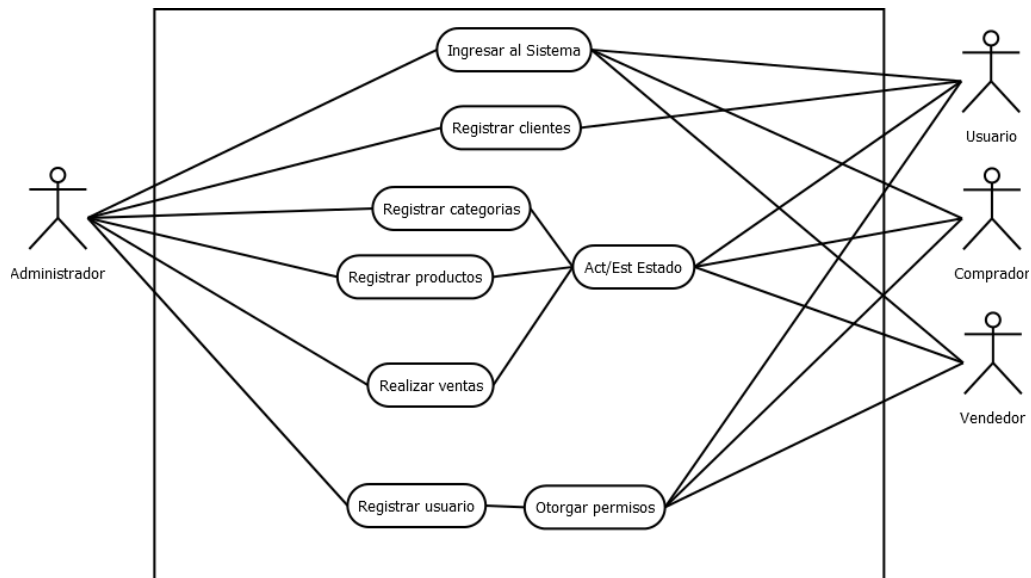 Ingresar al Sistema
Usuario
Registrar clientes
Administrador
Registrar categorias
Registrar productos
Act/Est Estado
Comprador
Realizar ventas
Vendedor
Registrar usuario
Otorgar permisos